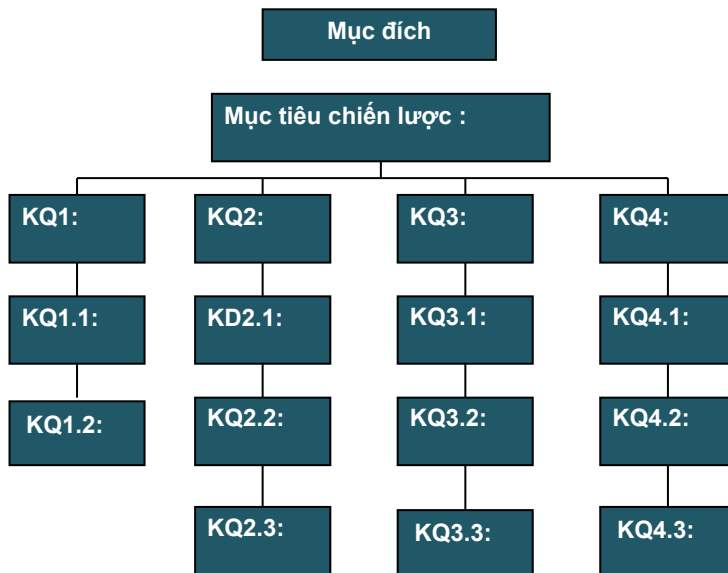 Mục đích
Mục tiêu chiến lược :
KQ1:
KQ2:
KQ3:
KQ4:
KQ1.1:
KD2.1:
KQ3.1:
KQ4.1:
KQ1.2:
KQ2.2:
KQ3.2:
KQ4.2:
KQ2.3:
KQ3.3:
KQ4.3: